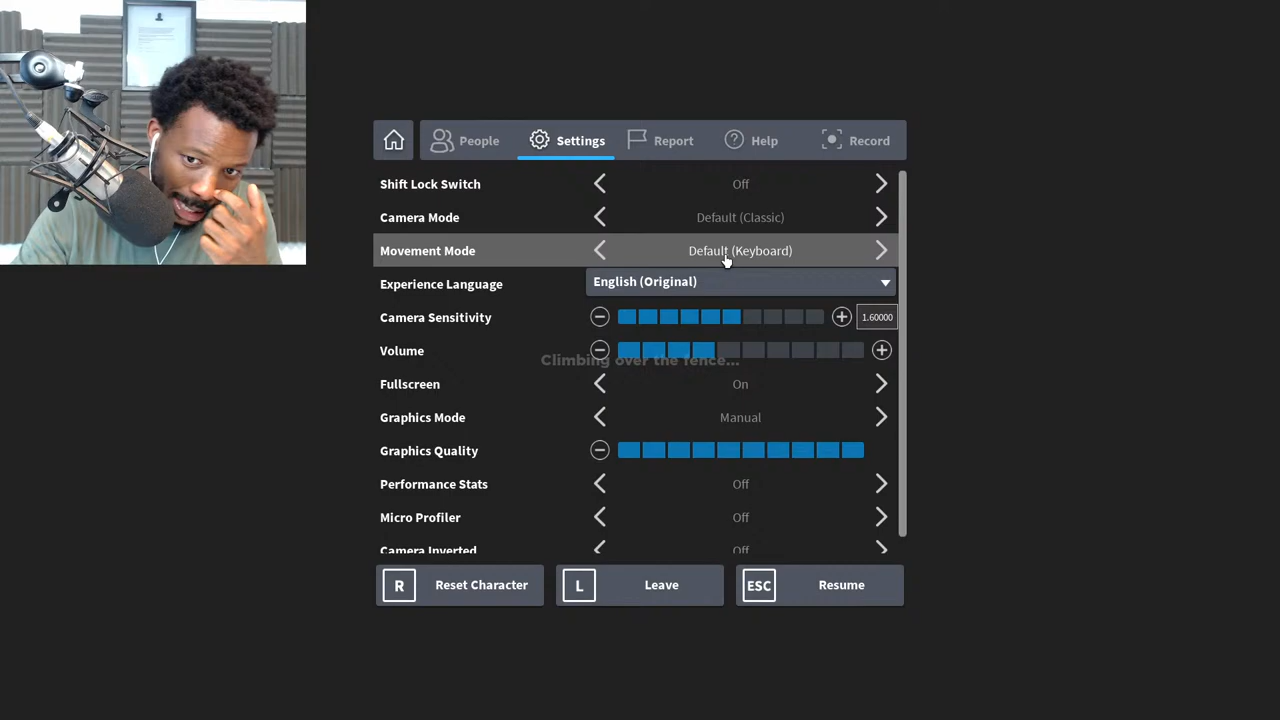 People
Settings
Report
Help
Record
Shift Lock Switch Off
Camera Mode Default (Classic)
Movement Mode Default (Keyboard)
Experience Language English (Original)
Camera Sensitivity 1.60000
Volume
Climbing over the fence...
Fullscreen On
Graphics Mode Manual
Graphics Quality
Performance Stats Off
Micro Profiler Off
Camera Inverted Off
R Reset Character
L Leave
ESC Resume